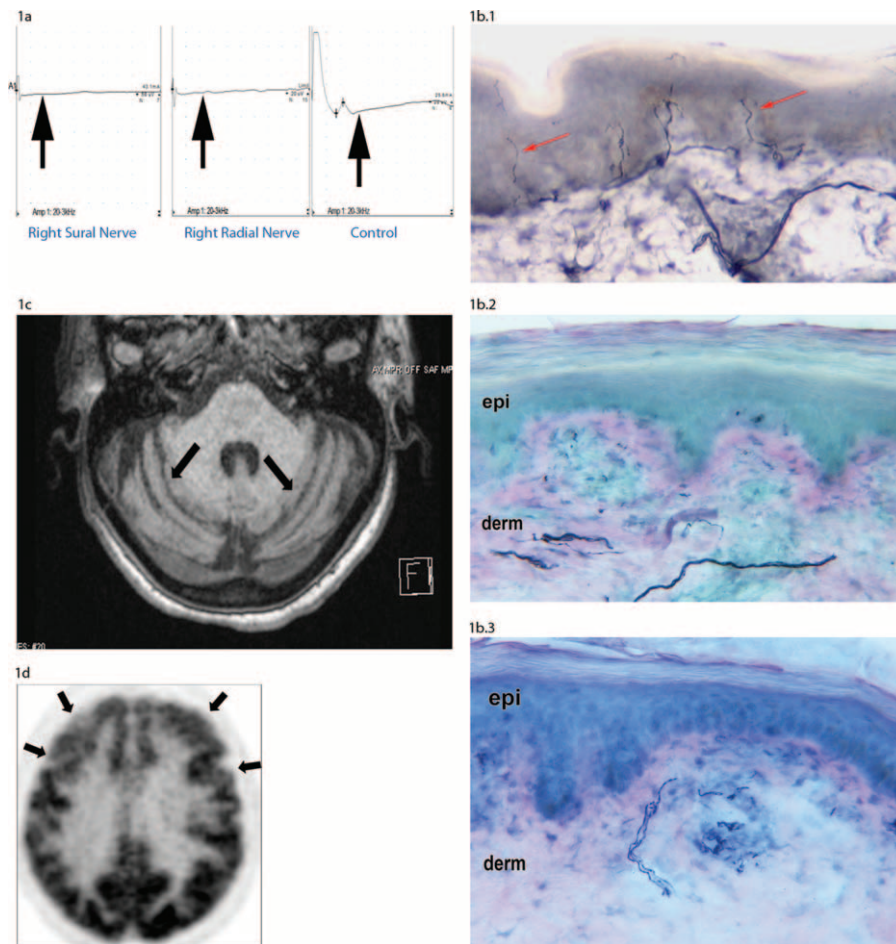 1a
A1
Amp 1: 20-3kHz
Amp 1: 20-3kHz
Amp 1: 20-3kHz
Right Sural Nerve
Right Radial Nerve
Control
1b.1
1c
F
1b.2
epi
derm
1d
1b.3
epi
derm